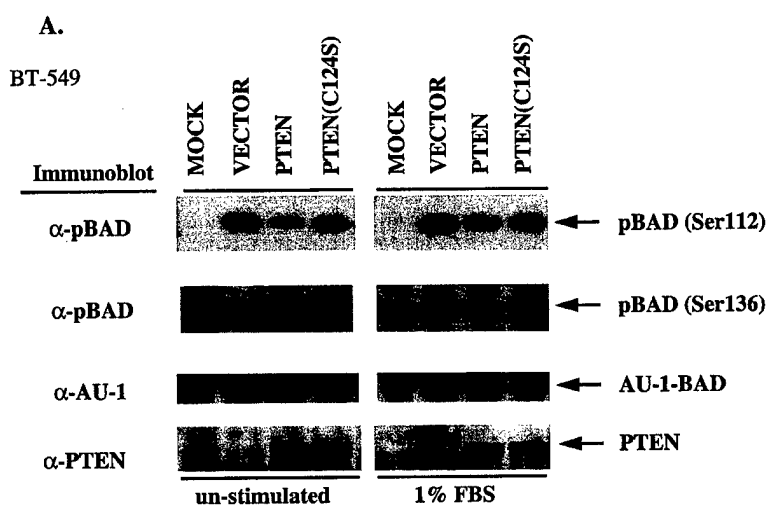 A.
BT-549
MOCK
VECTOR
PTEN
PTEN(C124S)
MOCK
VECTOR
PTEN
PTEN(C124S)
Immunoblot
α-pBAD
pBAD (Ser112)
α-pBAD
pBAD (Ser136)
α-AU-1
AU-1-BAD
α-PTEN
PTEN
un-stimulated
1% FBS